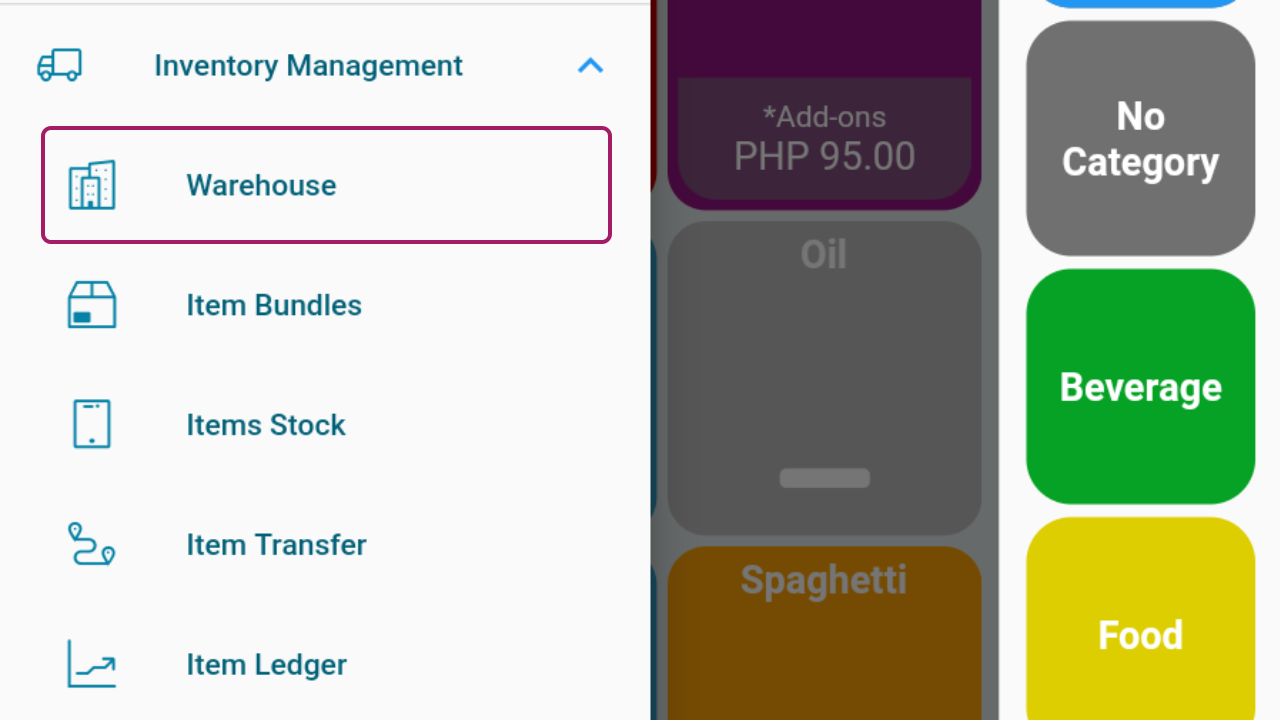 Inventory Management
Warehouse
Item Bundles
Items Stock
Item Transfer
Item Ledger
*Add-ons
PHP 95.00
Oil
Spaghetti
No
Category
Beverage
Food